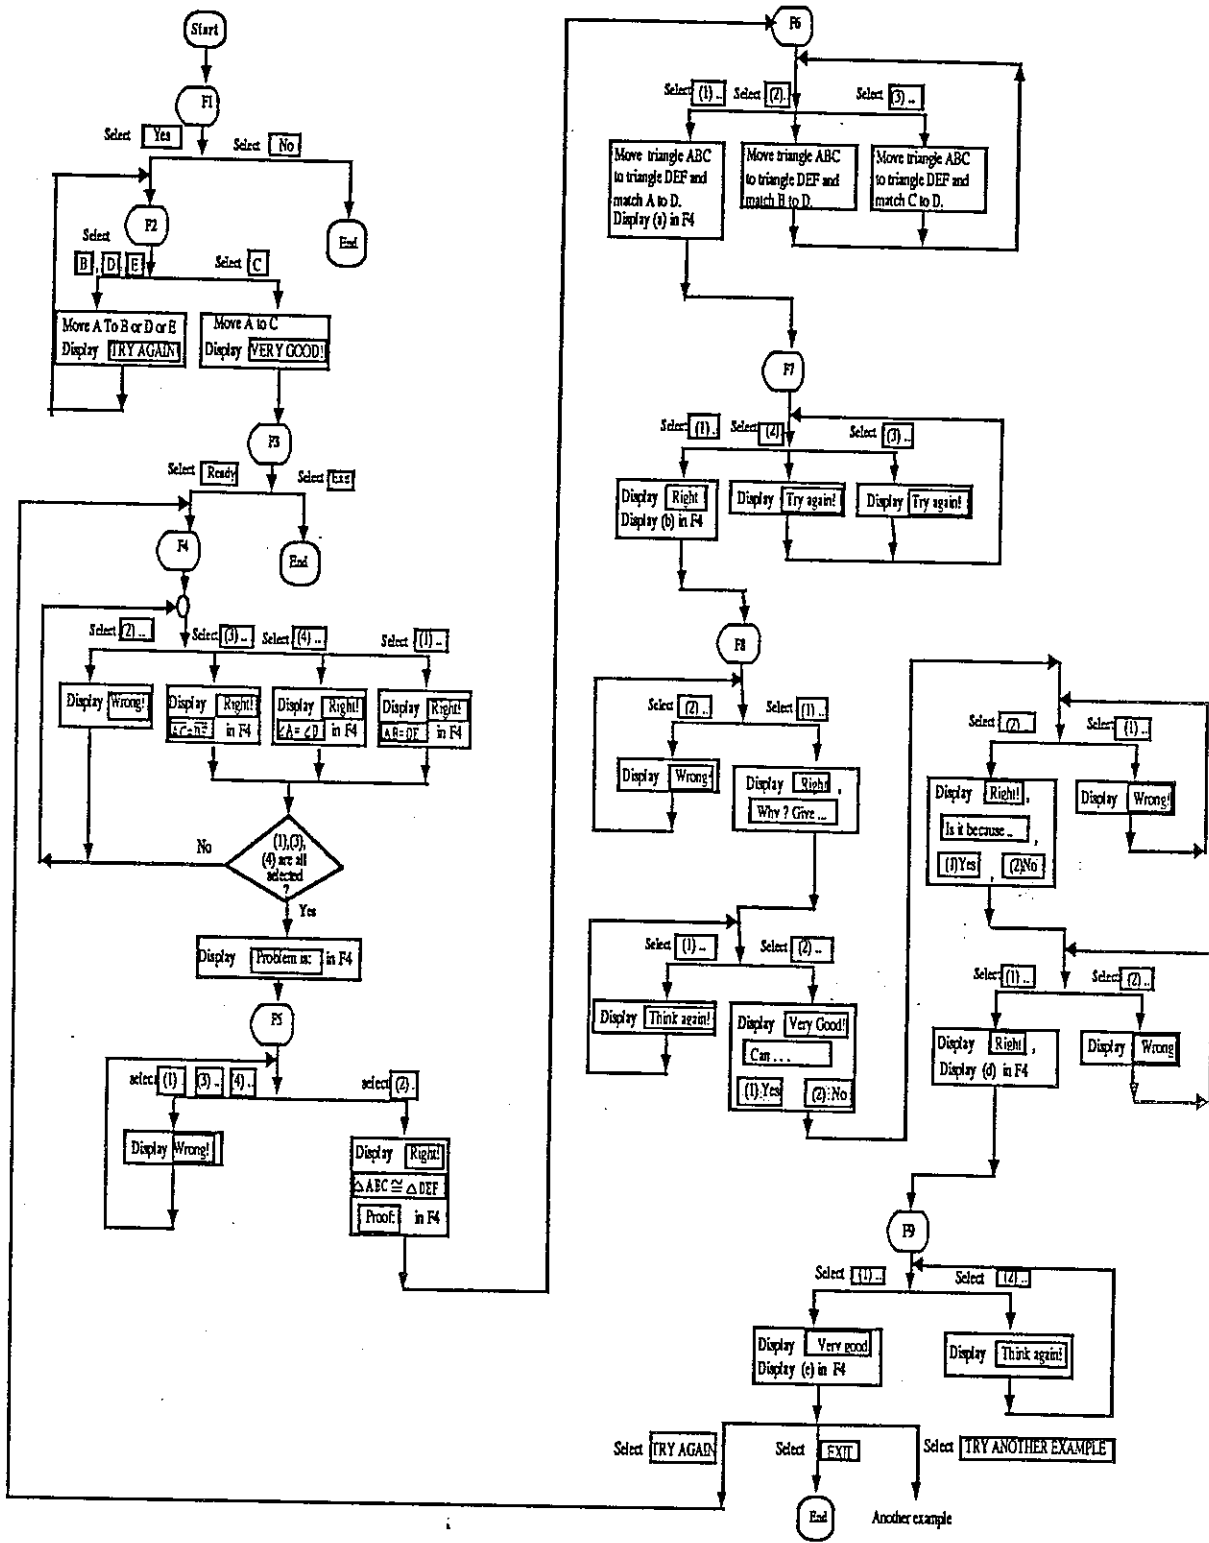 Start
F1
Select Yes
Select No
F2
End
Select
B , D E
Select C
Move A To B or D or E
Display TRY AGAIN
Move A to C
Display VERY GOOD!
F3
Select Ready
Select Exit
F4
End
Select (2) ...
Select (3) ...
Select (4) ...
Select (1) ...
Display Wrong!
Display Right!
AC=DF in F4
Display Right!
∠A= ∠D in F4
Display Right!
AB=DE in F4
No
(1),(3),
(4) are all
selected
?
Yes
Display Problem is: in F4
F5
select (1) (3) ... (4) ...
select (2) .
Display Wrong!
Display Right!
△ABC ≅ △DEF
Proof: in F4
F6
Select (1) ...
Select (2).
Select (3) ...
Move triangle ABC
to triangle DEF and
match A to D.
Display (a) in F4
Move triangle ABC
to triangle DEF and
match B to D.
Move triangle ABC
to triangle DEF and
match C to D.
F7
Select (1) ..
Select (2)
Select (3) ...
Display Right
Display (b) in F4
Display Try again!
Display Try again!
F8
Select (2) ..
Select (1) ...
Display Wrong!
Display Right ,
Why ? Give ...
Select (1) ...
Select (2) ...
Display Think again!
Display Very Good!
Can . . .
(1).Yes (2).No
Select (2) ...
Select (1) ...
Display Right! ,
Is it because .. ,
(1)Yes , (2)No
Display Wrong!
Select (1) ...
Select (2) ...
Display Right ,
Display (d) in F4
Display Wrong
F9
Select (1) ...
Select (2) ...
Display Very good
Display (e) in F4
Display Think again!
Select TRY AGAIN
Select EXIT
Select TRY ANOTHER EXAMPLE
End
Another example
i